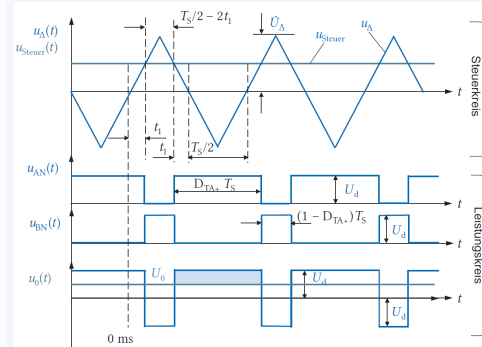 u_Δ(t)
u_Steuer(t)
T_S/2 − 2t_1
Û_Δ
u_Steuer
u_Δ
t
Steuerkreis
t_1
t_1
T_S/2
u_AN(t)
D_TA+ T_S
U_d
t
u_BN(t)
(1 − D_TA+)T_S
U_d
t
Leistungskreis
u_0(t)
U_0
U_d
t
U_d
0 ms